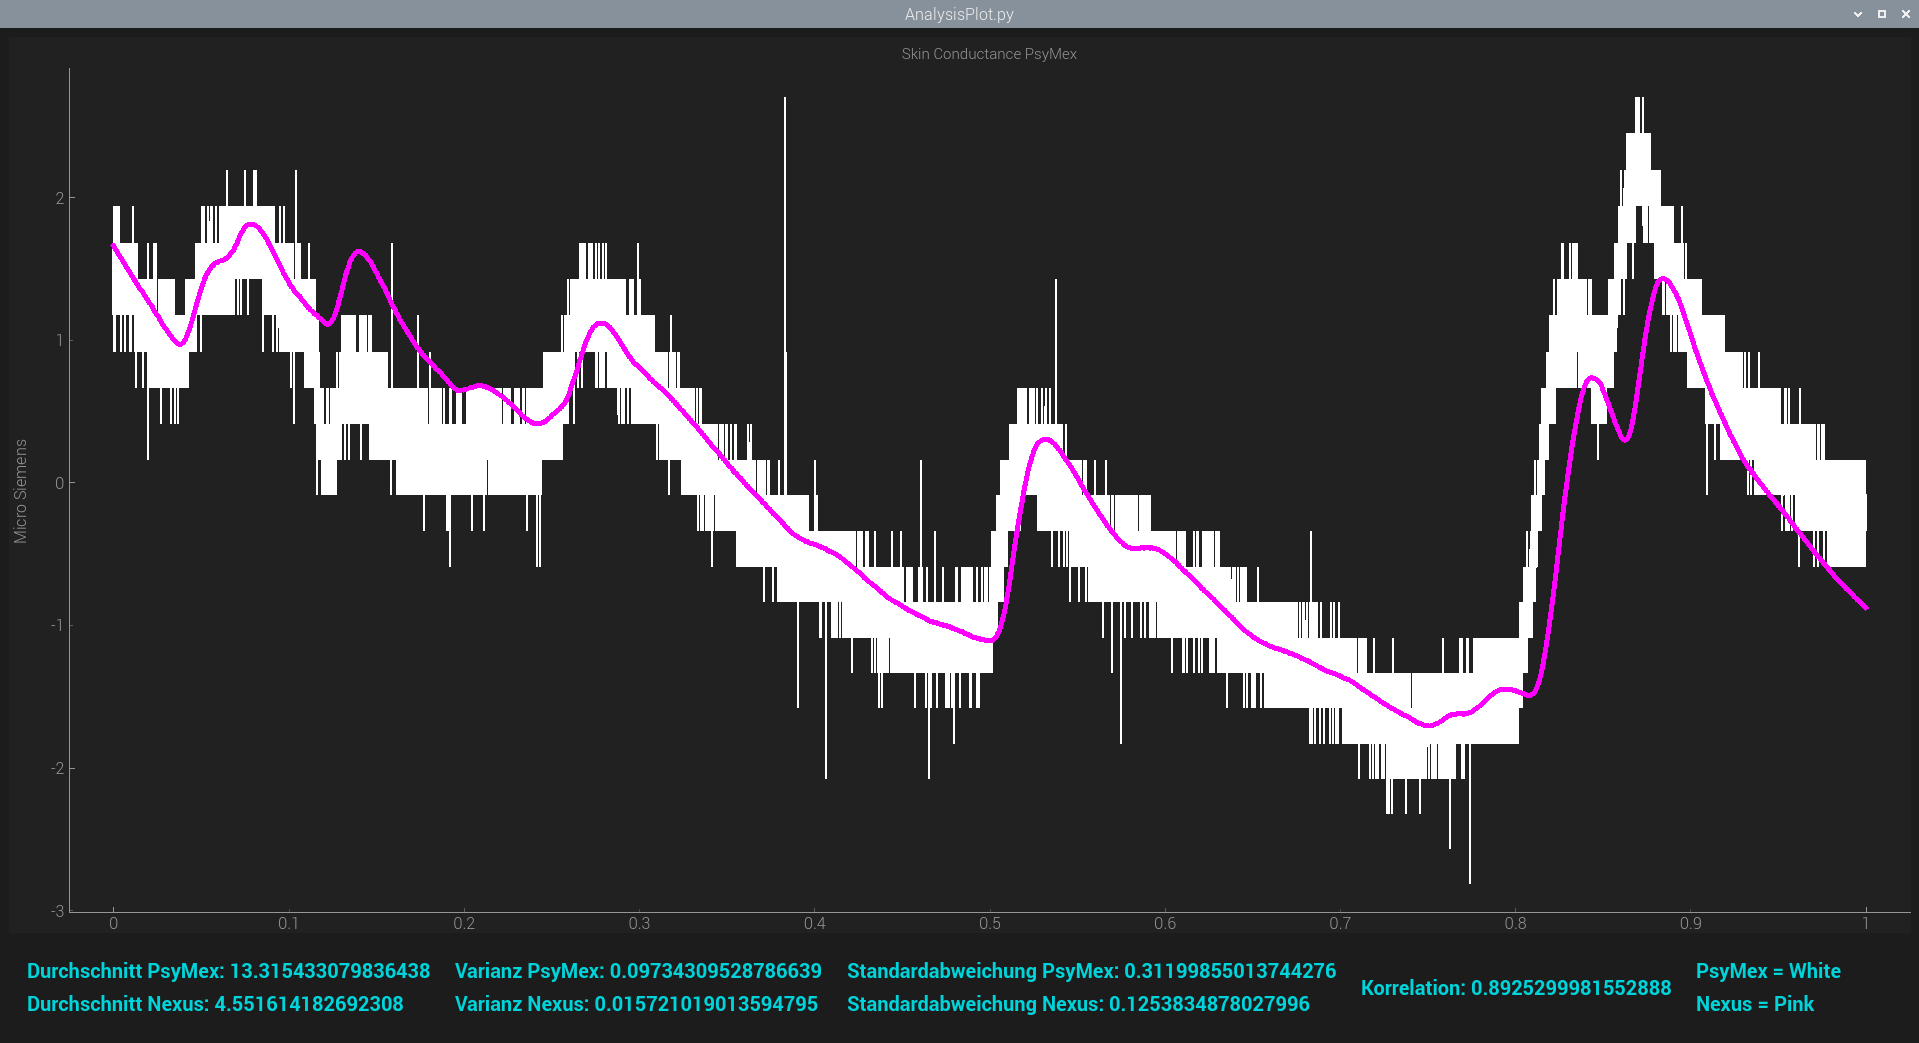 AnalysisPlot.py
Skin Conductance PsyMex
Micro Siemens
2
1
0
-1
-2
-3
0 0.1 0.2 0.3 0.4 0.5 0.6 0.7 0.8 0.9 1
Durchschnitt PsyMex: 13.315433079836438 Varianz PsyMex: 0.09734309528786639 Standardabweichung PsyMex: 0.31199855013744276 PsyMex = White
Korrelation: 0.8925299981552888
Durchschnitt Nexus: 4.551614182692308 Varianz Nexus: 0.015721019013594795 Standardabweichung Nexus: 0.1253834878027996 Nexus = Pink